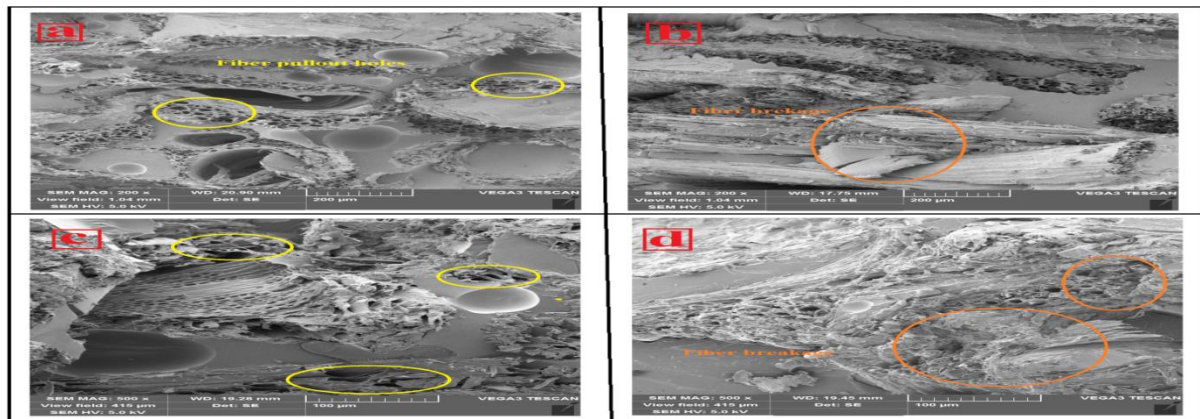 a
Fiber pullout holes
SEM MAG: 200 x WD: 20.90 mm VEGA3 TESCAN
View field: 1.04 mm Det: SE 200 µm
SEM HV: 5.0 kV
b
Fiber brekage
SEM MAG: 200 x WD: 17.75 mm VEGA3 TESCAN
View field: 1.04 mm Det: SE 200 µm
SEM HV: 5.0 kV
c
SEM MAG: 500 x WD: 19.28 mm VEGA3 TESCAN
View field: 415 µm Det: SE 100 µm
SEM HV: 5.0 kV
d
Fiber breakage
SEM MAG: 500 x WD: 19.45 mm VEGA3 TESCAN
View field: 415 µm Det: SE 100 µm
SEM HV: 5.0 kV